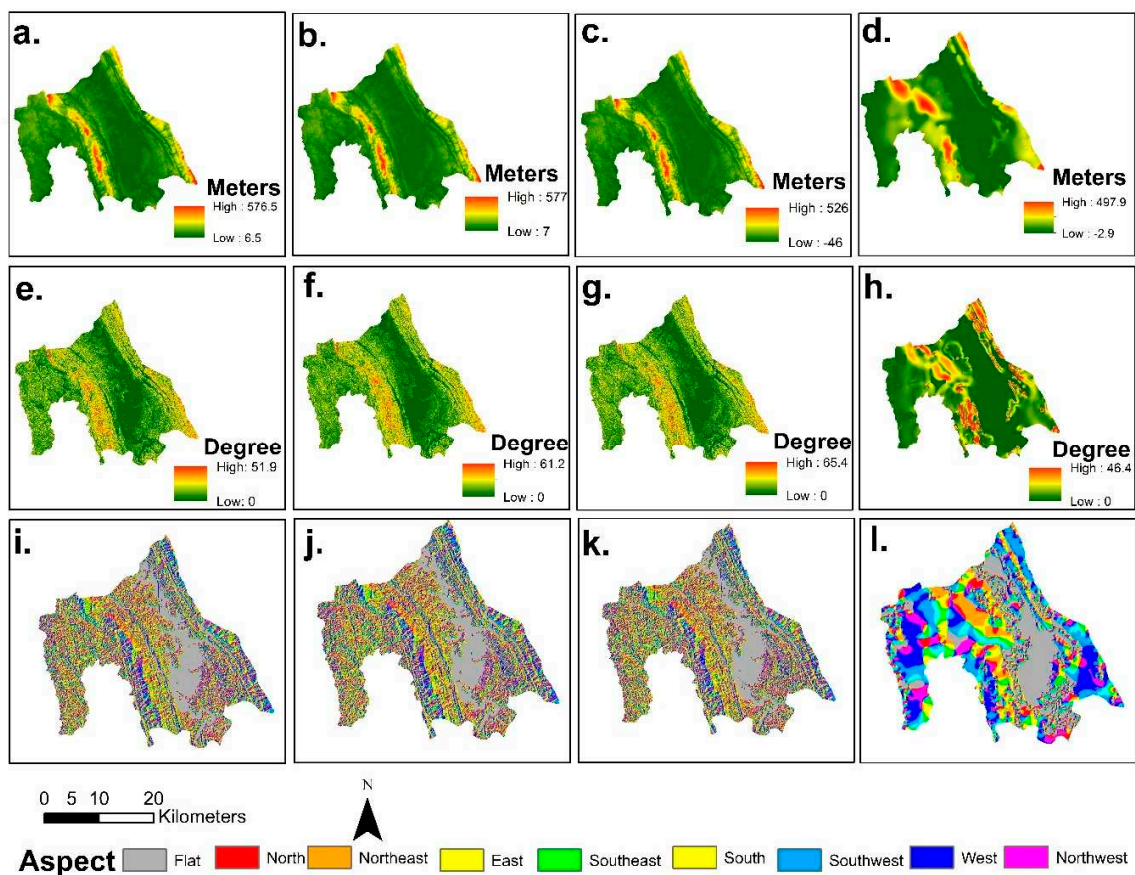 a.
b.
c.
d.
Meters
High : 576.5
Low : 6.5
Meters
High : 577
Low : 7
Meters
High : 526
Low : -46
Meters
High : 497.9
Low : -2.9
e.
f.
g.
h.
Degree
High: 51.9
Low: 0
Degree
High : 61.2
Low : 0
Degree
High : 65.4
Low : 0
Degree
High : 46.4
Low : 0
i.
j.
k.
l.
0 5 10 20
Kilometers
N
Aspect Flat North Northeast East Southeast South Southwest West Northwest